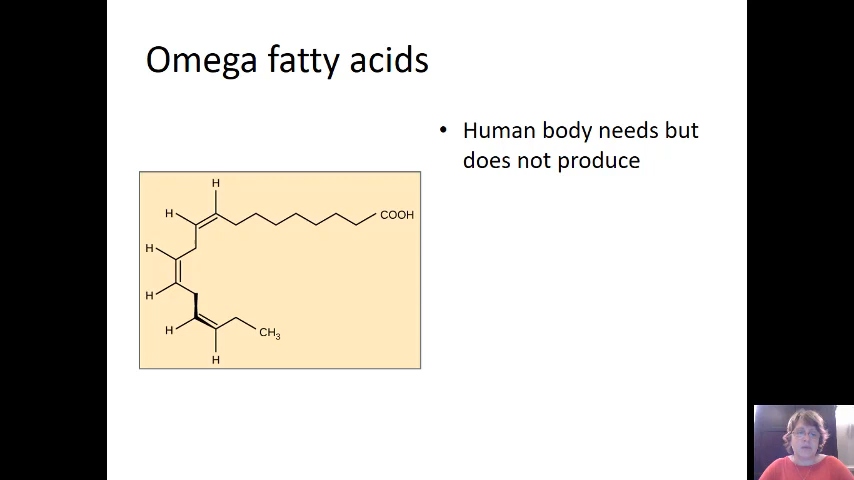 Omega fatty acids
• Human body needs but
does not produce
H
H
COOH
H
H
H
CH₃
H